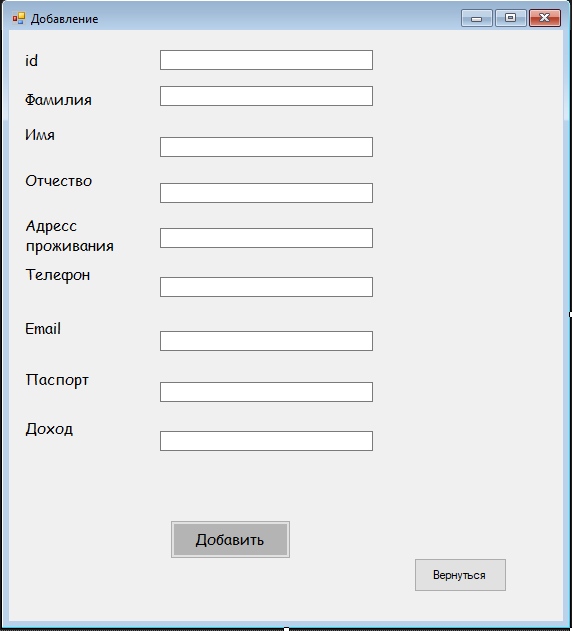 Добавление
id
Фамилия
Имя
Отчество
Адресс
проживания
Телефон
Email
Паспорт
Доход
Добавить
Вернуться